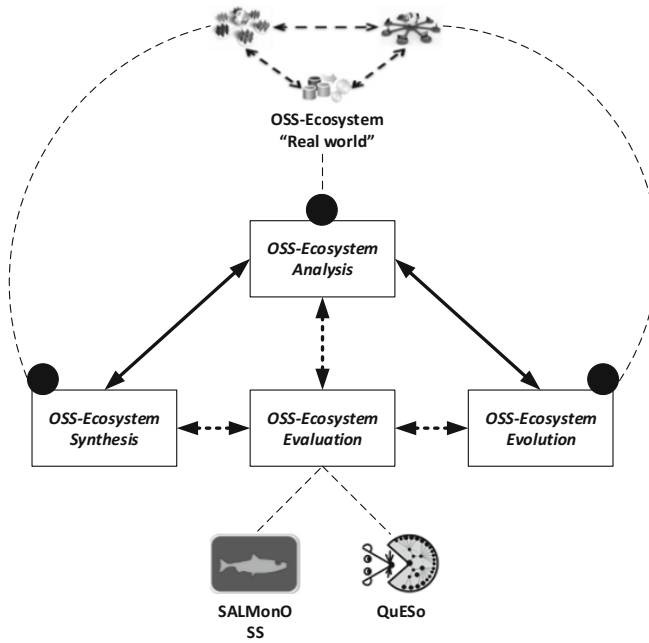 OSS-Ecosystem
“Real world”
OSS-Ecosystem
Analysis
OSS-Ecosystem
Synthesis
OSS-Ecosystem
Evaluation
OSS-Ecosystem
Evolution
SALMonO
SS
QuESo